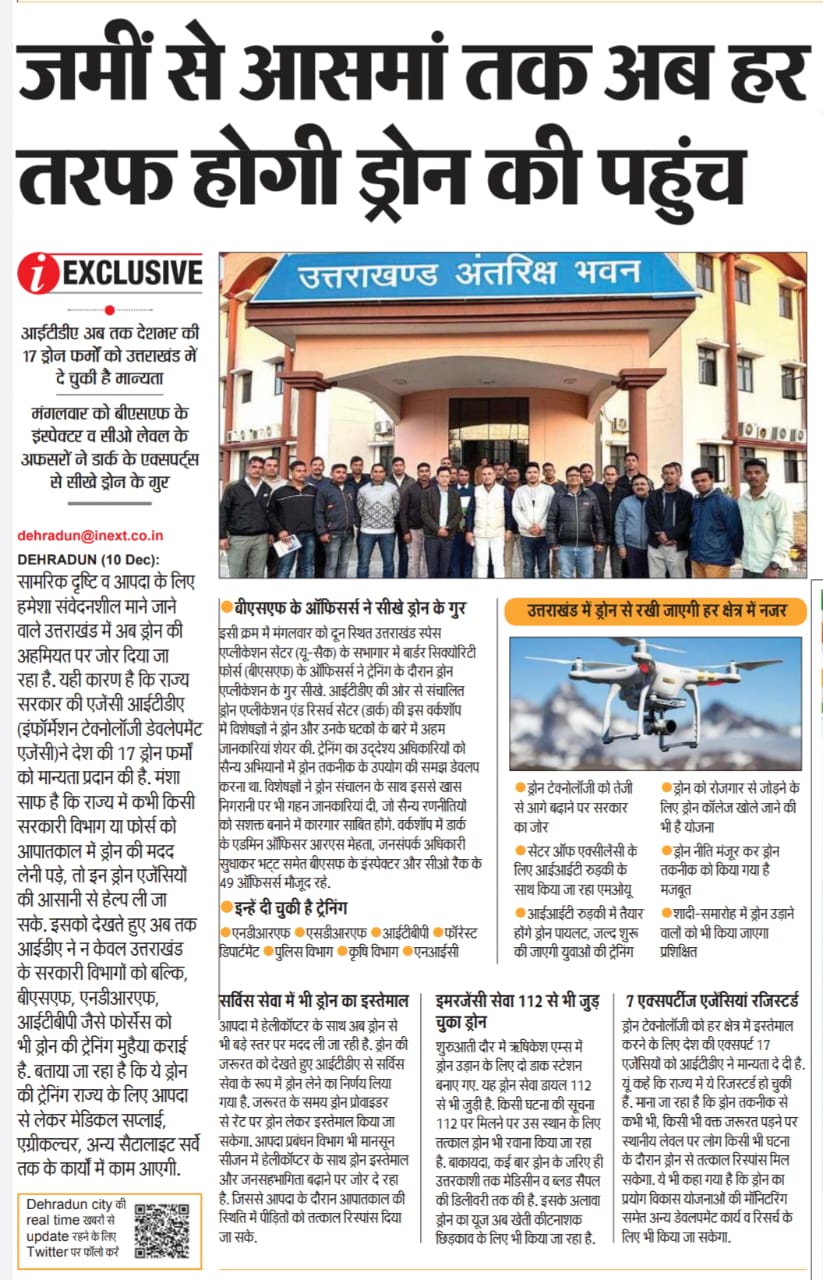 जमीं से आसमां तक अब हर
तरफ होगी ड्रोन की पहुंच
i EXCLUSIVE
आईटीडीए अब तक देशभर की
17 ड्रोन फर्मों को उत्तराखंड में
दे चुकी है मान्यता
मंगलवार को बीएसएफ के
इंस्पेक्टर व सीओ लेवल के
अफसरों ने डार्क के एक्सपर्ट्स
से सीखे ड्रोन के गुर
dehradun@inext.co.in
DEHRADUN (10 Dec):
सामरिक दृष्टि व आपदा के लिए
हमेशा संवेदनशील माने जाने
वाले उत्तराखंड में अब ड्रोन की
अहमियत पर जोर दिया जा
रहा है. यही कारण है कि राज्य
सरकार की एजेंसी आईटीडीए
(इंफॉर्मेशन टेक्नोलॉजी डेवलेपमेंट
एजेंसी)ने देश की 17 ड्रोन फर्मों
को मान्यता प्रदान की है. मंशा
साफ है कि राज्य में कभी किसी
सरकारी विभाग या फोर्स को
आपातकाल में ड्रोन की मदद
लेनी पड़े, तो इन ड्रोन एजेंसियों
की आसानी से हेल्प ली जा
सके. इसको देखते हुए अब तक
आईडीए ने न केवल उत्तराखंड
के सरकारी विभागों को बल्कि,
बीएसएफ, एनडीआरएफ,
आईटीबीपी जैसे फोर्सेस को
भी ड्रोन की ट्रेनिंग मुहैया कराई
है. बताया जा रहा है कि ये ड्रोन
की ट्रेनिंग राज्य के लिए आपदा
से लेकर मेडिकल सप्लाई,
एग्रीकल्चर, अन्य सैटालाइट सर्वे
तक के कार्यों में काम आएगी.
Dehradun city की
real time खबरों से
update रहने के लिए
Twitter पर फॉलो करें
उत्तराखण्ड अंतरिक्ष भवन
बीएसएफ के ऑफिसर्स ने सीखे ड्रोन के गुर
इसी क्रम में मंगलवार को दून स्थित उत्तराखंड स्पेस
एप्लीकेशन सेंटर (यू-सैक) के सभागार में बार्डर सिक्योरिटी
फोर्स (बीएसएफ) के ऑफिसर्स ने ट्रेनिंग के दौरान ड्रोन
एप्लीकेशन के गुर सीखे. आईटीडीए की ओर से संचालित
ड्रोन एप्लीकेशन एंड रिसर्च सेंटर (डार्क) की इस वर्कशॉप
में विशेषज्ञों ने ड्रोन और उनके घटकों के बारे में अहम
जानकारियां शेयर की. ट्रेनिंग का उद्देश्य अधिकारियों को
सैन्य अभियानों में ड्रोन तकनीक के उपयोग की समझ डेवलप
करना था. विशेषज्ञों ने ड्रोन संचालन के साथ इससे खास
निगरानी पर भी गहन जानकारियां दी, जो सैन्य रणनीतियों
को सशक्त बनाने में कारगार साबित होंगे. वर्कशॉप में डार्क
के एडमिन ऑफिसर आरएस मेहता, जनसंपर्क अधिकारी
सुधाकर भट्ट समेत बीएसफ के इंस्पेक्टर और सीओ रैंक के
49 ऑफिसर्स मौजूद रहे.
इन्हें दी चुकी है ट्रेनिंग
एनडीआरएफ एसडीआरएफ आईटीबीपी फॉरेस्ट
डिपार्टमेंट पुलिस विभाग कृषि विभाग एनआईसी
उत्तराखंड में ड्रोन से रखी जाएगी हर क्षेत्र में नजर
ड्रोन टेक्नोलॉजी को तेजी
से आगे बढ़ाने पर सरकार
का जोर
सेंटर ऑफ एक्सीलेसी के
लिए आईआईटी रुड़की के
साथ किया जा रहा एमओयू
आईआईटी रुड़की में तैयार
होंगे ड्रोन पायलट, जल्द शुरू
की जाएगी युवाओं की ट्रेनिंग
ड्रोन को रोजगार से जोड़ने के
लिए ड्रोन कॉलेज खोले जाने की
भी है योजना
ड्रोन नीति मंजूर कर ड्रोन
तकनीक को किया गया है
मजबूत
शादी-समारोह में ड्रोन उड़ाने
वालों को भी किया जाएगा
प्रशिक्षित
सर्विस सेवा में भी ड्रोन का इस्तेमाल
आपदा में हेलीकॉप्टर के साथ अब ड्रोन से
भी बड़े स्तर पर मदद ली जा रही है. ड्रोन की
जरूरत को देखते हुए आईटीडीए से सर्विस
सेवा के रूप में ड्रोन लेने का निर्णय लिया
गया है. जरूरत के समय ड्रोन प्रोवाइडर
से रेंट पर ड्रोन लेकर इस्तेमाल किया जा
सकेगा. आपदा प्रबंधन विभाग भी मानसून
सीजन में हेलीकॉप्टर के साथ ड्रोन इस्तेमाल
और जनसहभागिता बढ़ाने पर जोर दे रहा
है. जिससे आपदा के दौरान आपातकाल की
स्थिति में पीड़ितों को तत्काल रिस्पांस दिया
जा सके.
इमरजेंसी सेवा 112 से भी जुड़
चुका ड्रोन
शुरुआती दौर में ऋषिकेश एम्स में
ड्रोन उड़ान के लिए दो डाक स्टेशन
बनाए गए. यह ड्रोन सेवा डायल 112
से भी जुड़ी है. किसी घटना की सूचना
112 पर मिलने पर उस स्थान के लिए
तत्काल ड्रोन भी रवाना किया जा रहा
है. बाकायदा, कई बार ड्रोन के जरिए ही
उत्तरकाशी तक मेडिसीन व ब्लड सैंपल
की डिलीवरी तक की है. इसके अलावा
ड्रोन का यूज अब खेती कीटनाशक
छिड़काव के लिए भी किया जा रहा है.
7 एक्सपर्टीज एजेंसियां रजिस्टर्ड
ड्रोन टेक्नोलॉजी को हर क्षेत्र में इस्तेमाल
करने के लिए देश की एक्सपर्ट 17
एजेंसियों को आईटीडीए ने मान्यता दे दी है.
यूं कहें कि राज्य में ये रिजस्टर्ड हो चुकी
हैं. माना जा रहा है कि ड्रोन तकनीक से
कभी भी, किसी भी वक्त जरूरत पड़ने पर
स्थानीय लेवल पर लोग किसी भी घटना
के दौरान ड्रोन से तत्काल रिस्पांस मिल
सकेगा. ये भी कहा गया है कि ड्रोन का
प्रयोग विकास योजनाओं की मॉनिटरिंग
समेत अन्य डेवलपमेंट कार्य व रिसर्च के
लिए भी किया जा सकेगा.